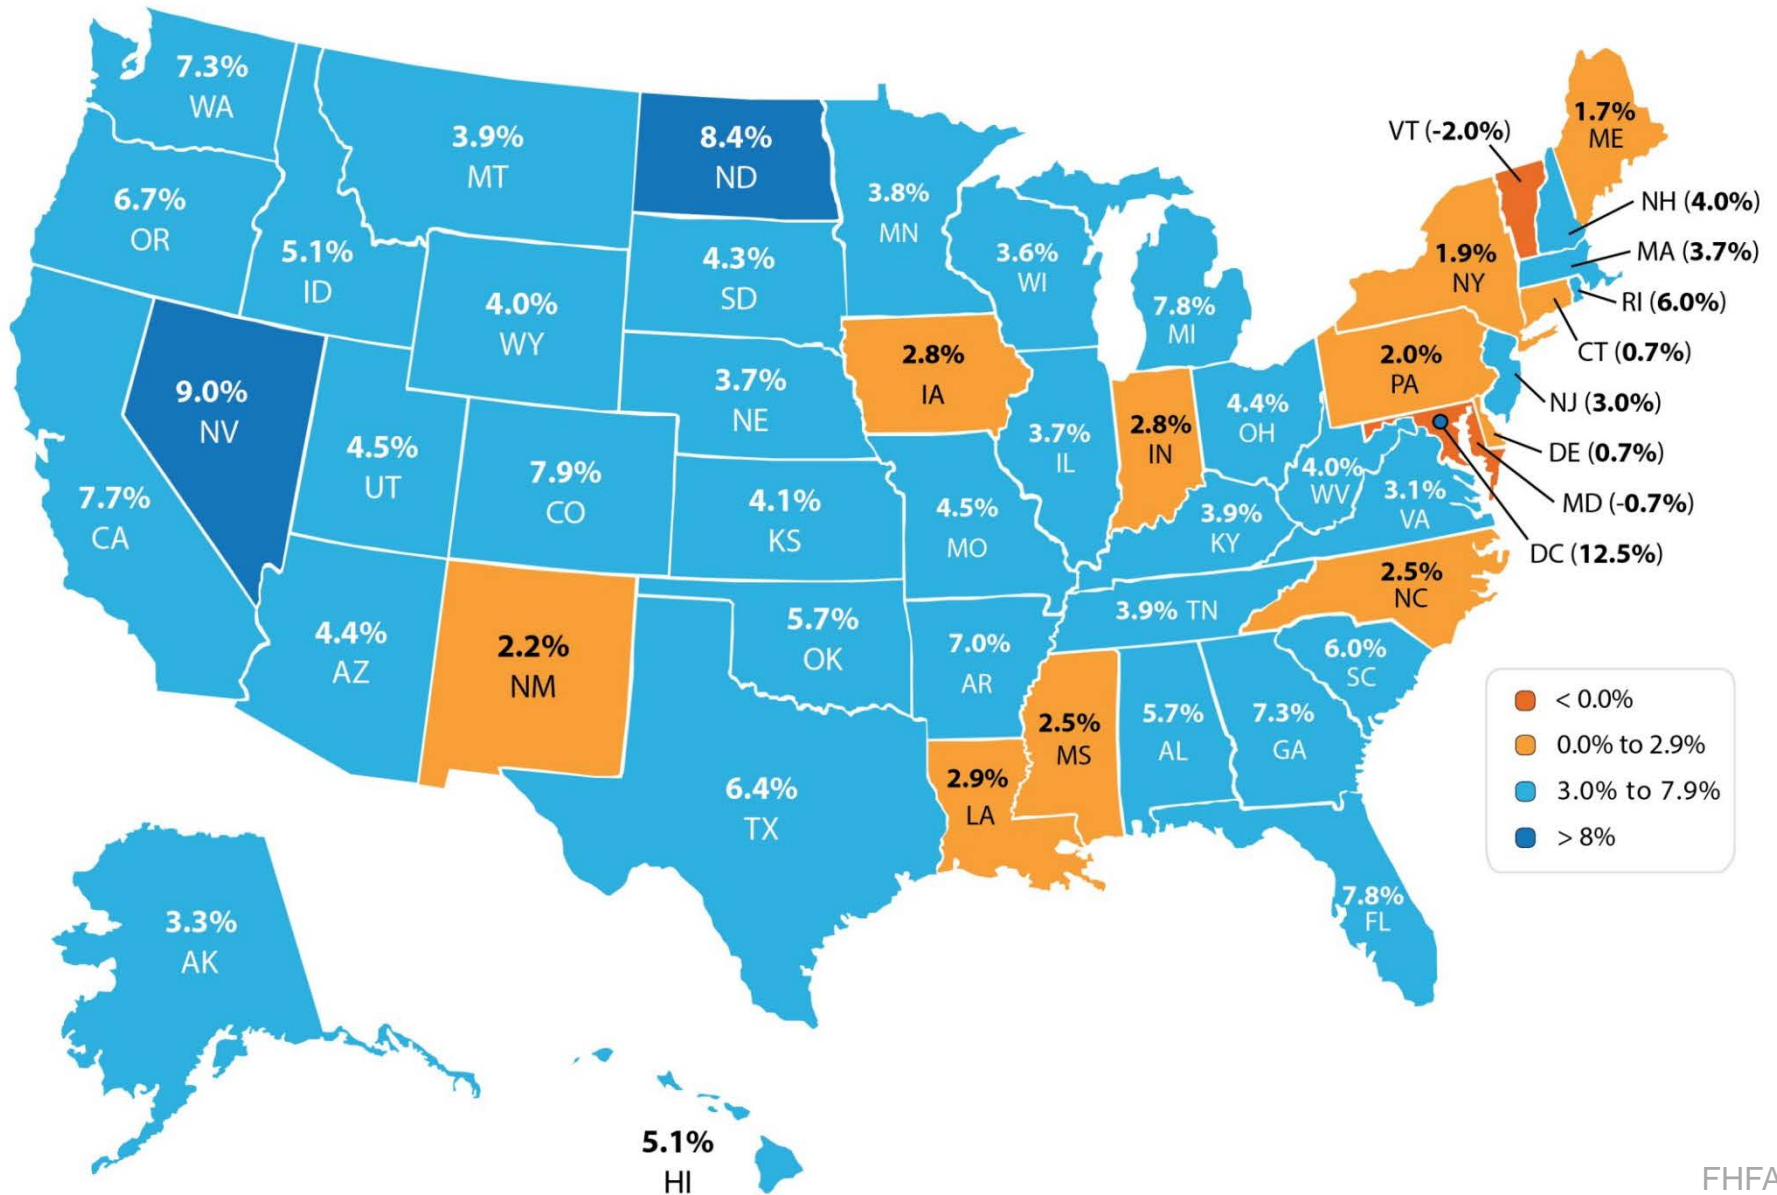 7.3%
WA
6.7%
OR
5.1%
ID
3.9%
MT
8.4%
ND
3.8%
MN
4.3%
SD
4.0%
WY
3.6%
WI
7.8%
MI
1.9%
NY
VT (-2.0%)
1.7%
ME
NH (4.0%)
MA (3.7%)
RI (6.0%)
CT (0.7%)
NJ (3.0%)
DE (0.7%)
MD (-0.7%)
DC (12.5%)
9.0%
NV
7.7%
CA
4.5%
UT
7.9%
CO
3.7%
NE
2.8%
IA
3.7%
IL
2.8%
IN
4.4%
OH
2.0%
PA
4.0%
WV
3.1%
VA
4.1%
KS
4.5%
MO
3.9%
KY
3.9% TN
2.5%
NC
4.4%
AZ
2.2%
NM
5.7%
OK
7.0%
AR
6.0%
SC
6.4%
TX
2.9%
LA
2.5%
MS
5.7%
AL
7.3%
GA
7.8%
FL
3.3%
AK
5.1%
HI
< 0.0%
0.0% to 2.9%
3.0% to 7.9%
> 8%
FHFA